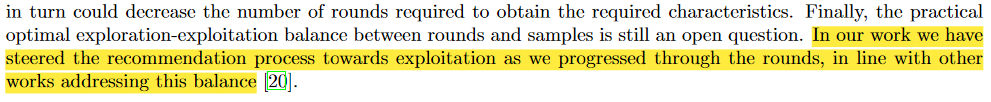 in turn could decrease the number of rounds required to obtain the required characteristics. Finally, the practical
optimal exploration-exploitation balance between rounds and samples is still an open question. In our work we have
steered the recommendation process towards exploitation as we progressed through the rounds, in line with other
works addressing this balance [20].